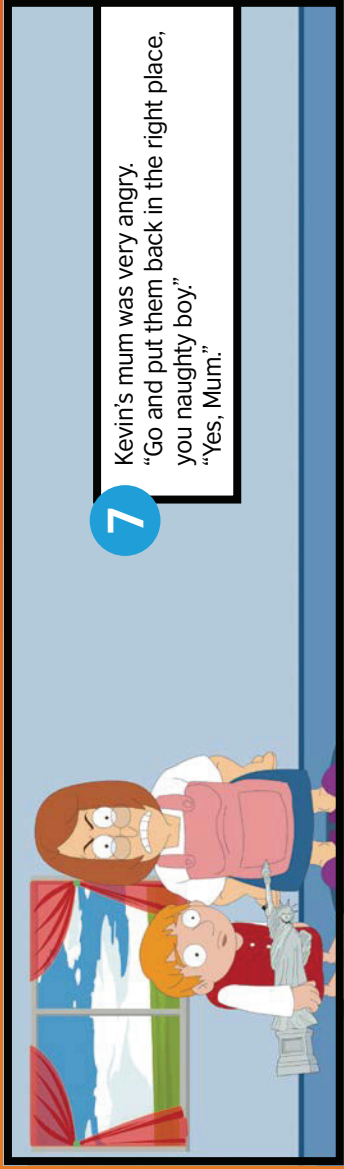 7
Kevin's mum was very angry.
“Go and put them back in the right place,
you naughty boy.”
“Yes, Mum.”